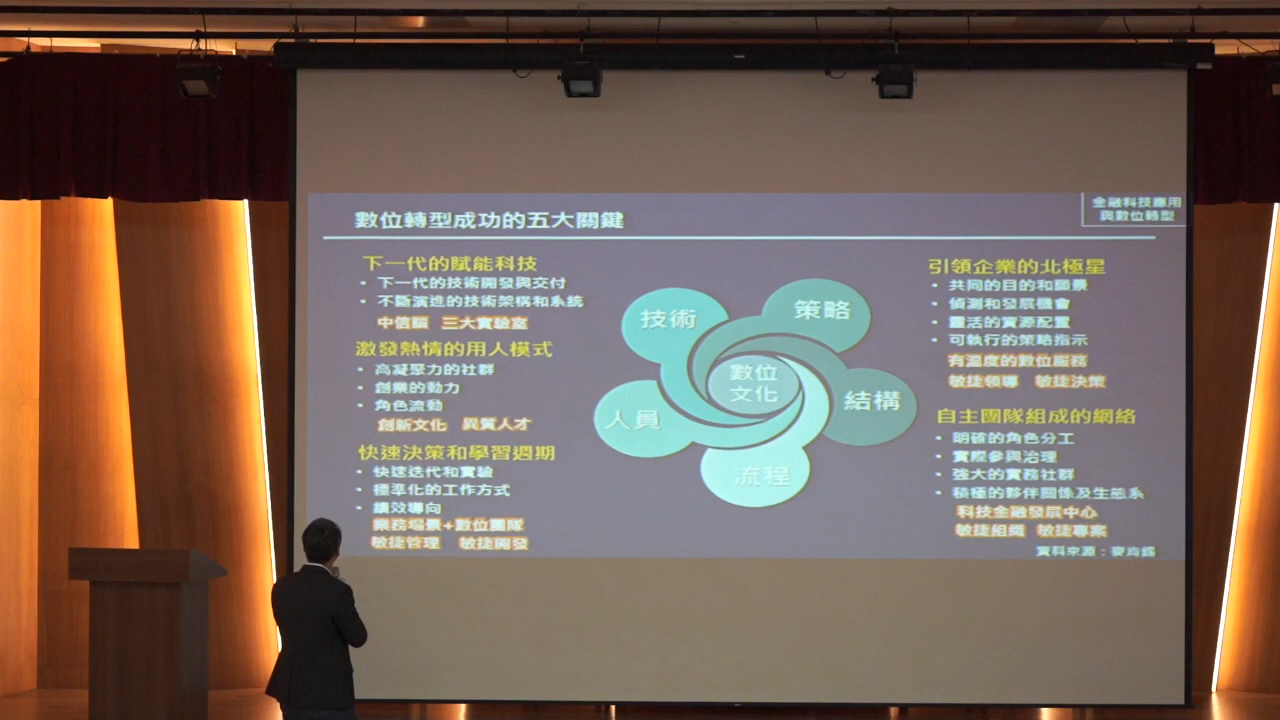 數位轉型成功的五大關鍵
金融科技應用
與數位轉型
下一代的賦能科技
• 下一代的技術開發與交付
• 不斷演進的技術架構和系統
中信腦 三大實驗室
激發熱情的用人模式
• 高凝聚力的社群
• 創業的動力
• 角色流動
創新文化 異質人才
快速決策和學習週期
• 快速迭代和實驗
• 標準化的工作方式
• 績效導向
業務場景+數位團隊
敏捷管理 敏捷開發
技術
策略
數位
文化
人員
結構
流程
引領企業的北極星
• 共同的目的和願景
• 偵測和發展機會
• 靈活的資源配置
• 可執行的策略指示
有溫度的數位服務
敏捷領導 敏捷決策
自主團隊組成的網絡
• 明確的角色分工
• 實際參與治理
• 強大的實務社群
• 積極的夥伴關係及生態系
科技金融發展中心
敏捷組織 敏捷專案
資料來源：麥肯錫